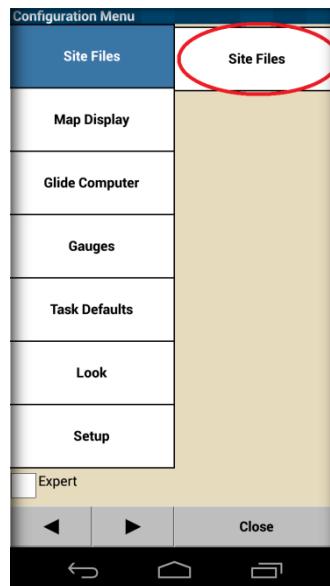 Configuration Menu
Site Files
Site Files
Map Display
Glide Computer
Gauges
Task Defaults
Look
Setup
Expert
Close